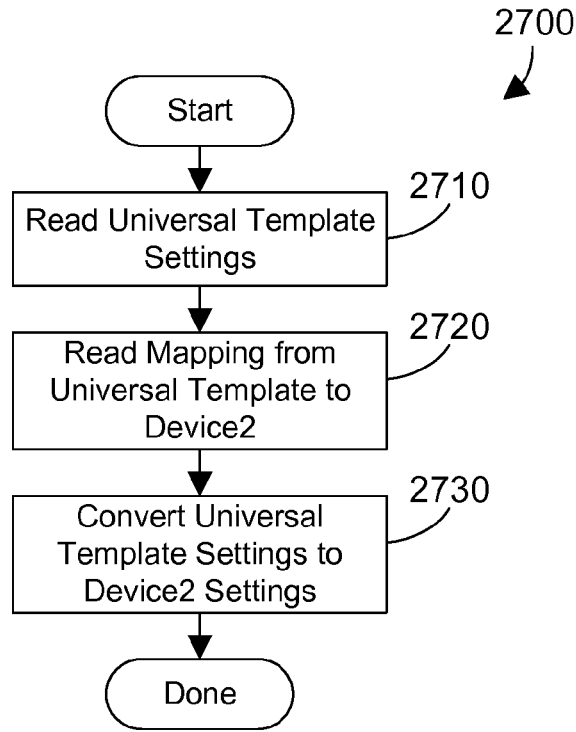 2700
Start
2710
Read Universal Template
Settings
2720
Read Mapping from
Universal Template to
Device2
2730
Convert Universal
Template Settings to
Device2 Settings
Done